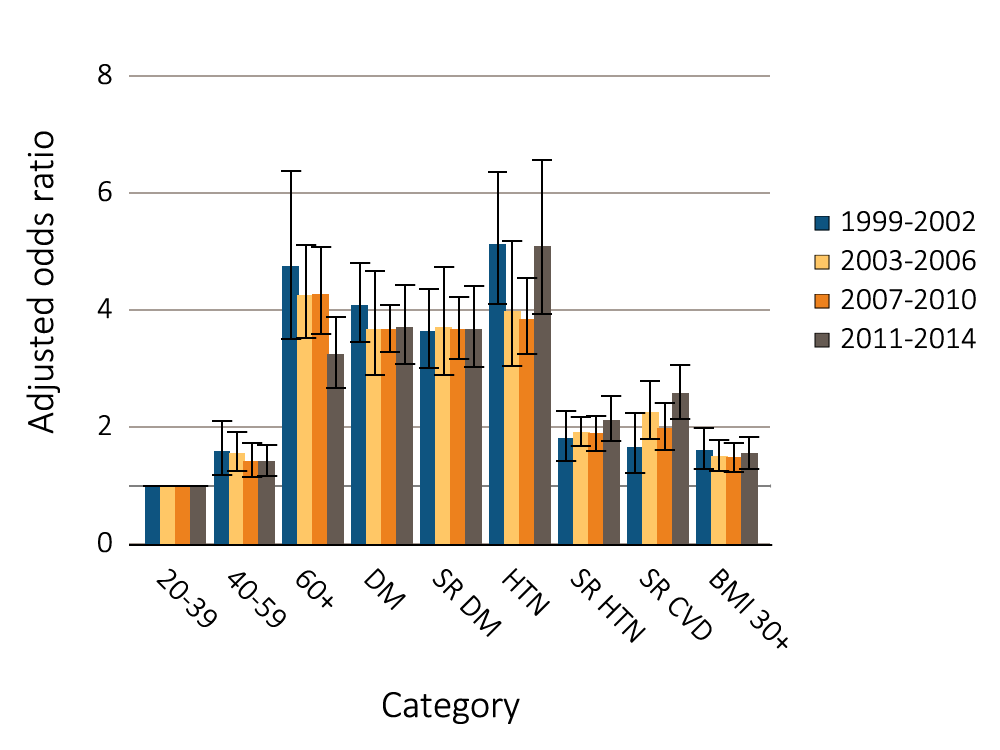 Adjusted odds ratio
8
6
4
2
0
20-39
40-59
60+
DM
SR DM
HTN
SR HTN
SR CVD
BMI 30+
Category
1999-2002
2003-2006
2007-2010
2011-2014